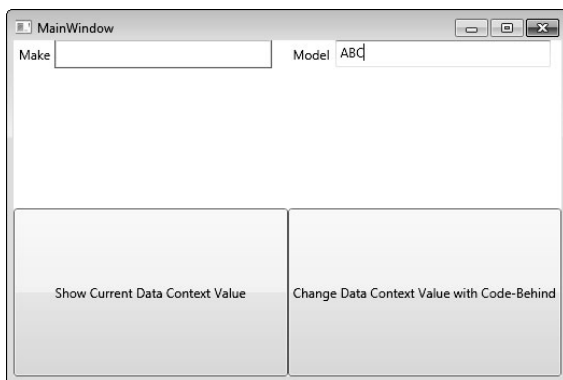 MainWindow
Make Model ABC
Show Current Data Context Value Change Data Context Value with Code-Behind